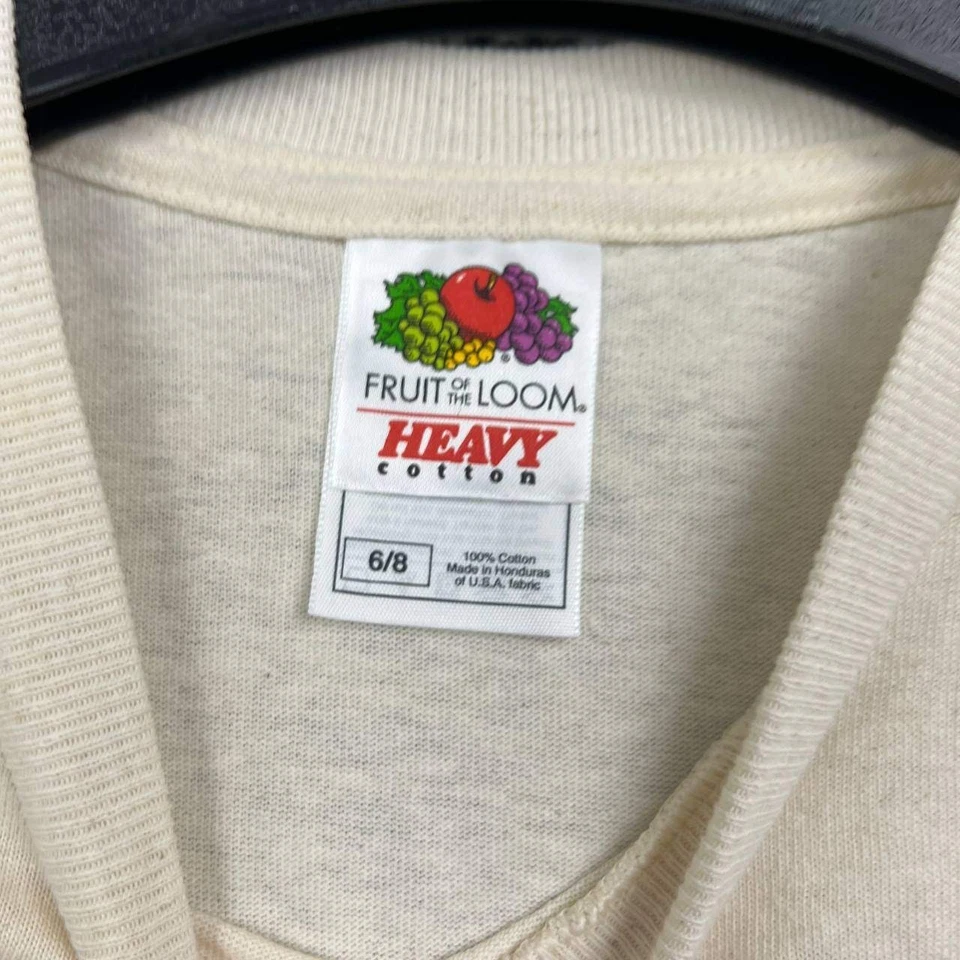 ®
FRUIT OF THE LOOM®
HEAVY
cotton
6/8
100% Cotton
Made in Honduras
of U.S.A. fabric